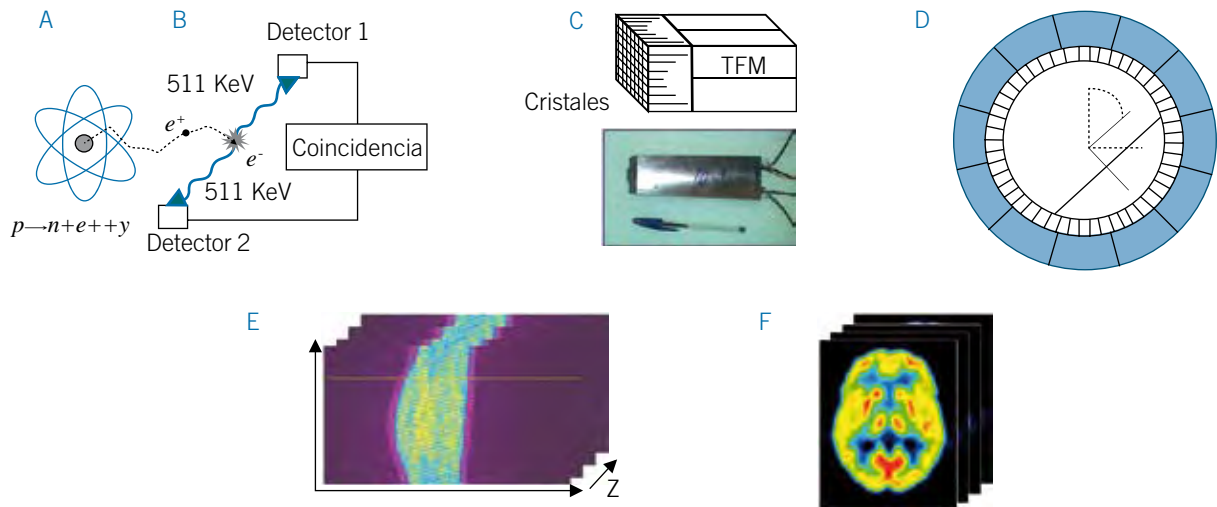 A
B
Detector 1
511 KeV
e+
e-
Coincidencia
511 KeV
p→n+e++y
Detector 2
C
TFM
Cristales
D
E
Z
F